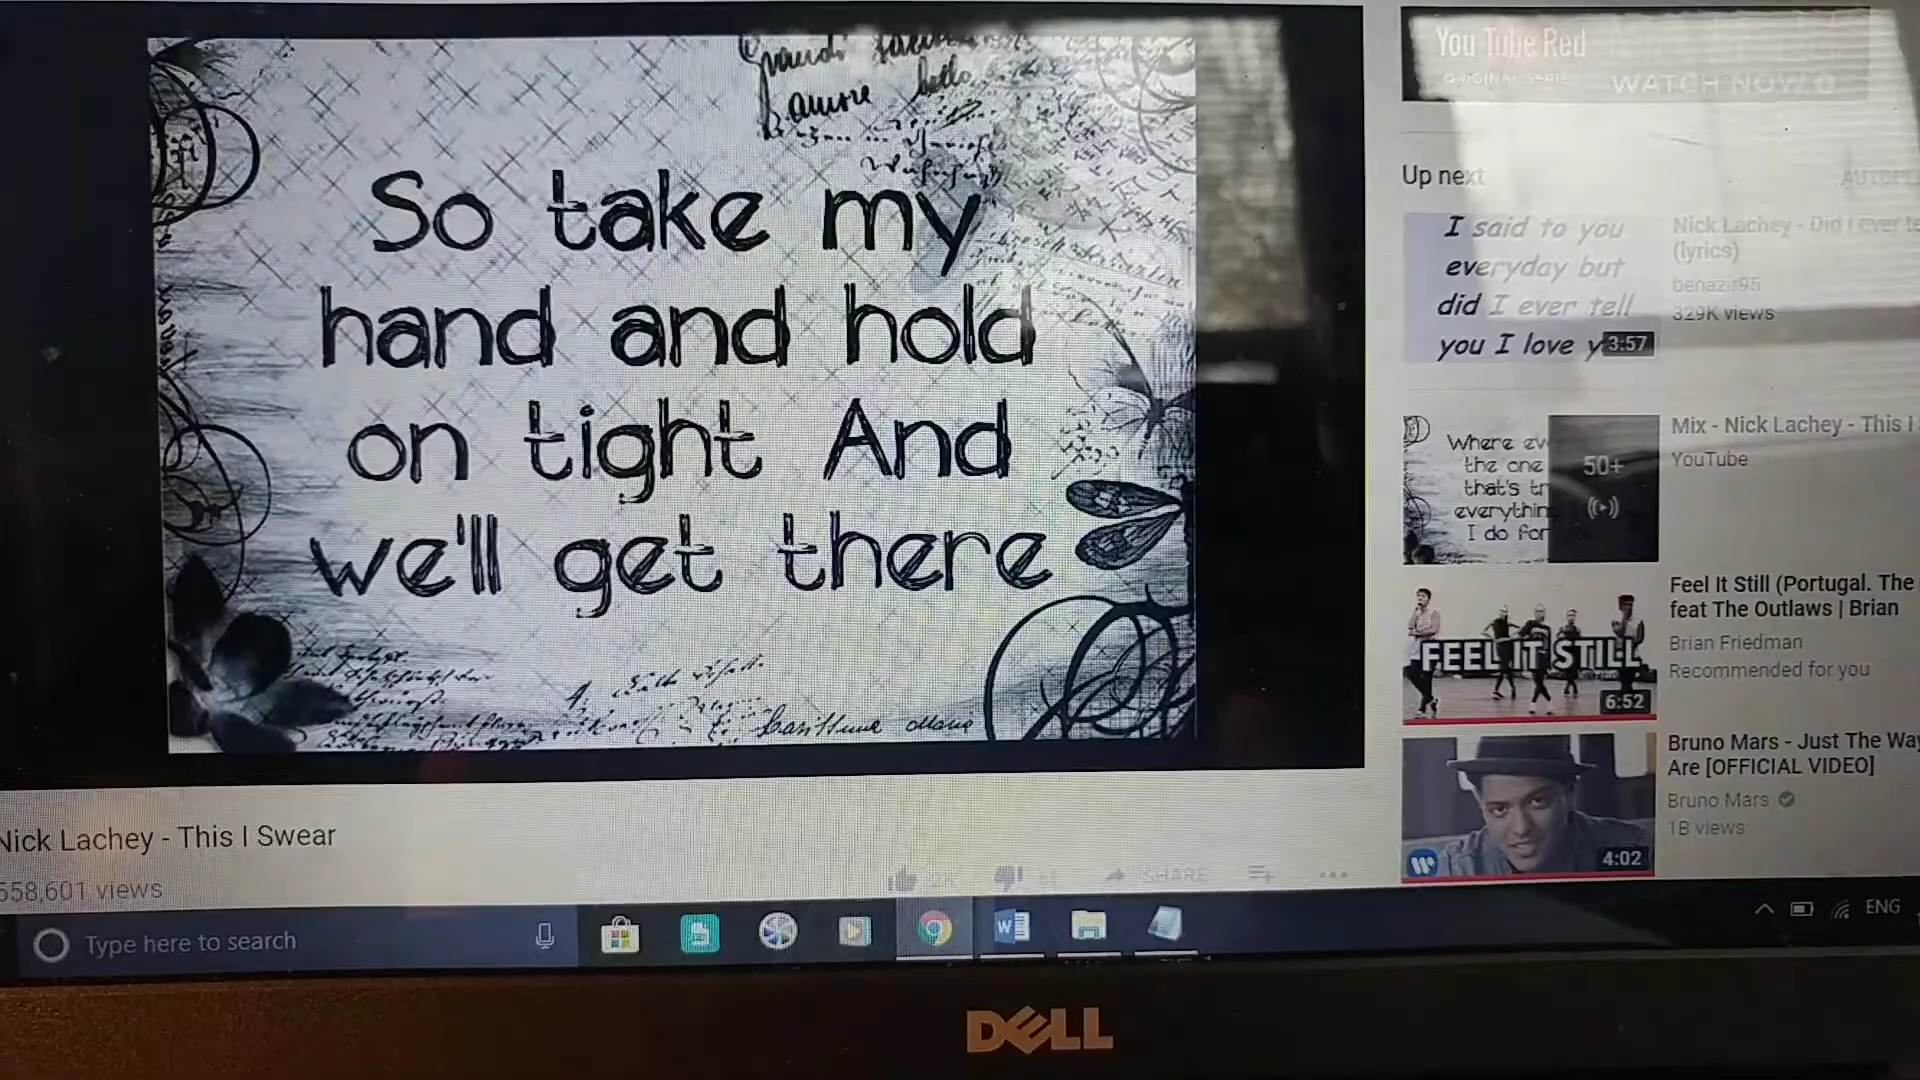 So take my
hand and hold
on tight And
we'll get there
Nick Lachey - This I Swear
558,601 views
2K
SHARE
You Tube Red
ORIGINAL SERIES
WATCH NOW
Up next
I said to you
everyday but
did I ever tell
you I love y
3:57
Nick Lachey - Did I ever te
(lyrics)
benazir95
329K views
Where ev
the one
that's tr
everythin
I do for
50+
Mix - Nick Lachey - This I
YouTube
FEEL IT STILL
6:52
Feel It Still (Portugal. The
feat The Outlaws | Brian
Brian Friedman
Recommended for you
4:02
Bruno Mars - Just The Way
Are [OFFICIAL VIDEO]
Bruno Mars
1B views
Type here to search
W
ENG
DELL